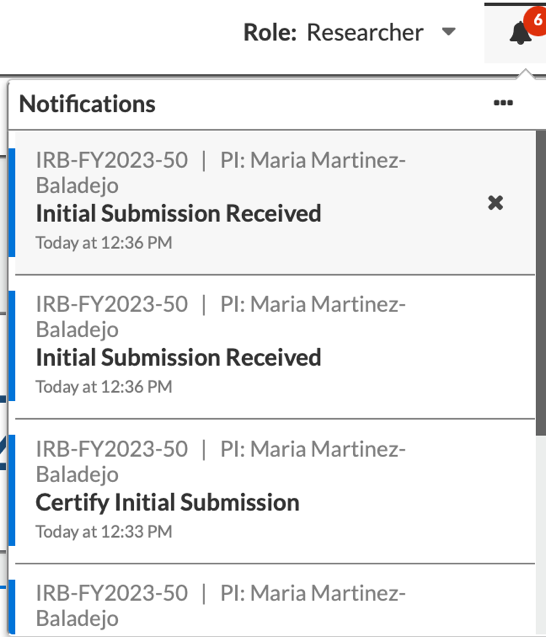 Role: Researcher
6
Notifications
IRB-FY2023-50 | PI: Maria Martinez-
Baladejo
Initial Submission Received
Today at 12:36 PM
IRB-FY2023-50 | PI: Maria Martinez-
Baladejo
Initial Submission Received
Today at 12:36 PM
IRB-FY2023-50 | PI: Maria Martinez-
Baladejo
Certify Initial Submission
Today at 12:33 PM
IRB-FY2023-50 | PI: Maria Martinez-
Baladejo